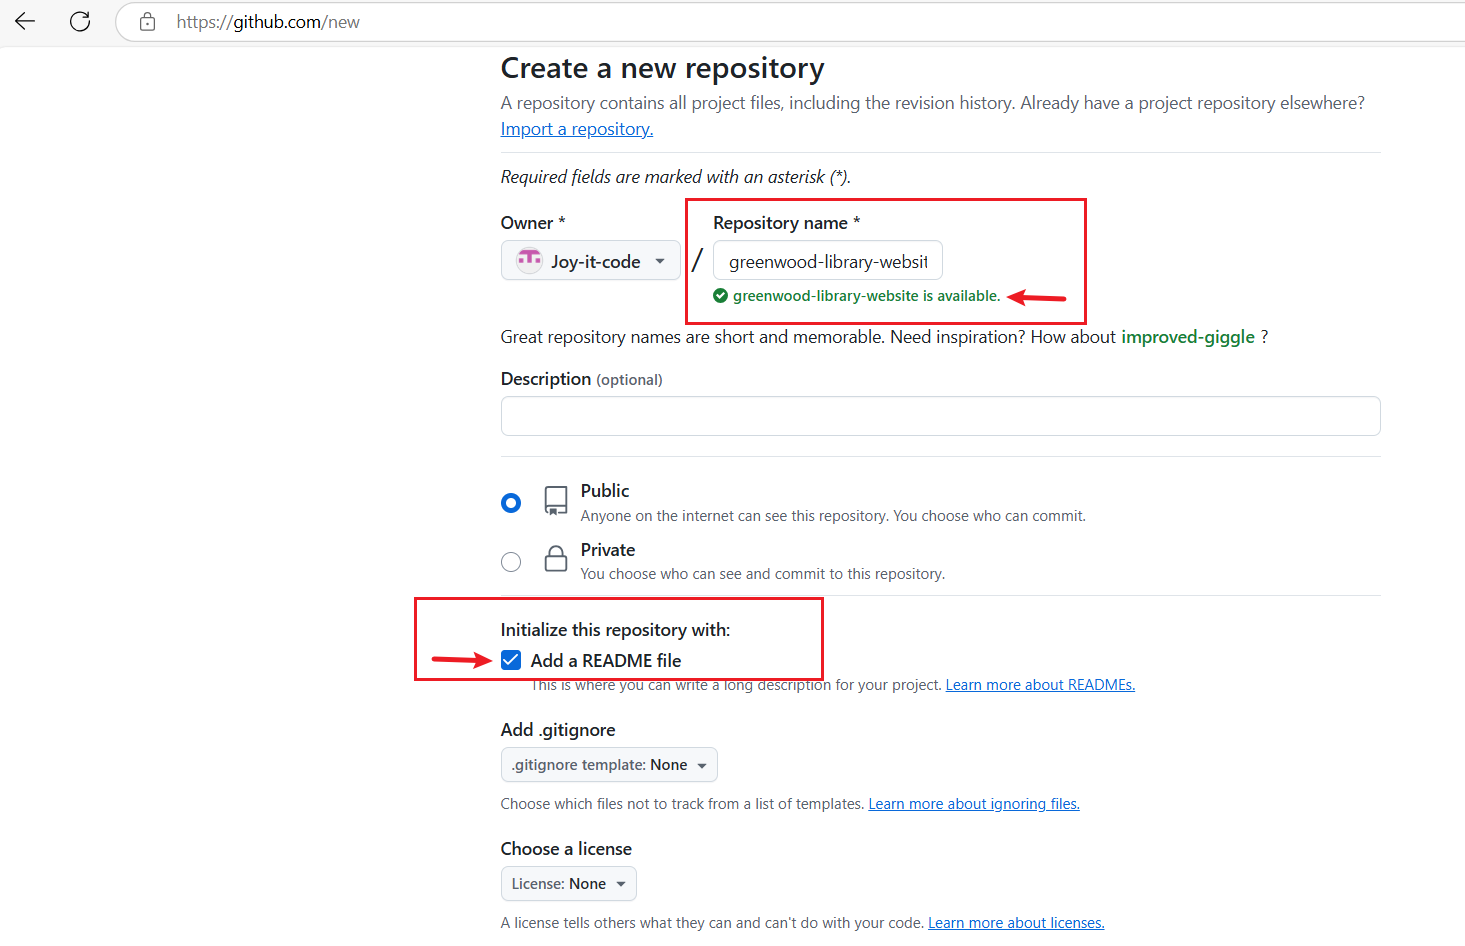 https://github.com/new
Create a new repository
A repository contains all project files, including the revision history. Already have a project repository elsewhere?
Import a repository.
Required fields are marked with an asterisk (*).
Owner *
Repository name *
Joy-it-code
/
greenwood-library-websit
greenwood-library-website is available.
Great repository names are short and memorable. Need inspiration? How about improved-giggle ?
Description (optional)
Public
Anyone on the internet can see this repository. You choose who can commit.
Private
You choose who can see and commit to this repository.
Initialize this repository with:
Add a README file
This is where you can write a long description for your project. Learn more about READMEs.
Add .gitignore
.gitignore template: None
Choose which files not to track from a list of templates. Learn more about ignoring files.
Choose a license
License: None
A license tells others what they can and can't do with your code. Learn more about licenses.